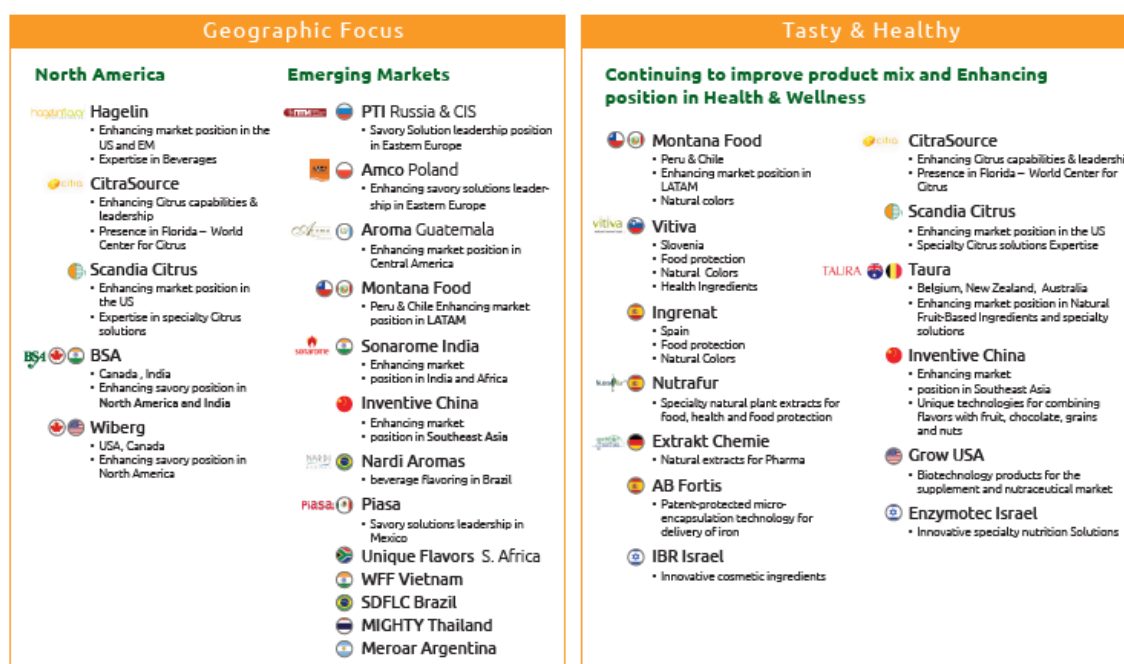 Geographic Focus
North America
hagelinflavor Hagelin
• Enhancing market position in the
US and EM
• Expertise in Beverages
citra CitraSource
• Enhancing Citrus capabilities &
leadership
• Presence in Florida – World
Center for Citrus
Scandia Citrus
• Enhancing market position in
the US
• Expertise in specialty Citrus
solutions
BSA BSA
• Canada , India
• Enhancing savory position in
North America and India
Wiberg
• USA, Canada
• Enhancing savory position in
North America
Emerging Markets
PTI Russia & CIS
• Savory Solution leadership position
in Eastern Europe
Amco Poland
• Enhancing savory solutions leader-
ship in Eastern Europe
Aroma Guatemala
• Enhancing market position in
Central America
Montana Food
• Peru & Chile Enhancing market
position in LATAM
sonarome Sonarome India
• Enhancing market
• position in India and Africa
Inventive China
• Enhancing market
• position in Southeast Asia
NARDI Nardi Aromas
• beverage flavoring in Brazil
Piasa Piasa
• Savory solutions leadership in
Mexico
Unique Flavors S. Africa
WFF Vietnam
SDFLC Brazil
MIGHTY Thailand
Meroar Argentina
Tasty & Healthy
Continuing to improve product mix and Enhancing
position in Health & Wellness
Montana Food
• Peru & Chile
• Enhancing market position in
LATAM
• Natural colors
vitiva Vitiva
• Slovenia
• Food protection
• Natural Colors
• Health Ingredients
Ingrenat
• Spain
• Food protection
• Natural Colors
Nutrafur
• Specialty natural plant extracts for
food, health and food protection
Extrakt Chemie
• Natural extracts for Pharma
AB Fortis
• Patent-protected micro-
encapsulation technology for
delivery of iron
IBR Israel
• Innovative cosmetic ingredients
citra CitraSource
• Enhancing Citrus capabilities & leadershi
• Presence in Florida – World Center for
Citrus
Scandia Citrus
• Enhancing market position in the US
• Specialty Citrus solutions Expertise
TAURA Taura
• Belgium, New Zealand, Australia
• Enhancing market position in Natural
Fruit-Based Ingredients and specialty
solutions
Inventive China
• Enhancing market
• position in Southeast Asia
• Unique technologies for combining
flavors with fruit, chocolate, grains
and nuts
Grow USA
• Biotechnology products for the
supplement and nutraceutical market
Enzymotec Israel
• Innovative specialty nutrition Solutions